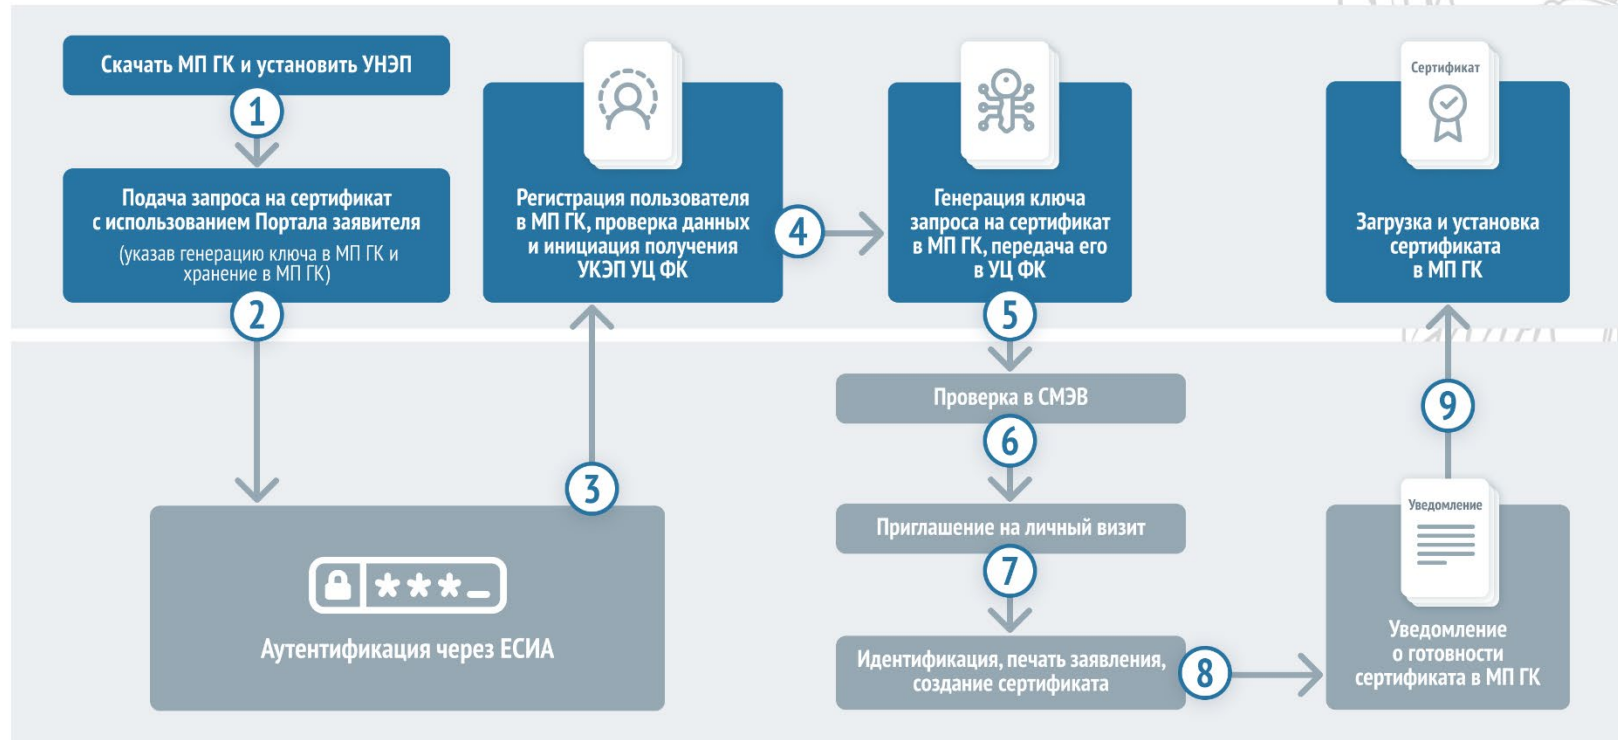 Скачать МП ГК и установить УНЭП
1
Подача запроса на сертификат
с использованием Портала заявителя
(указав генерацию ключа в МП ГК и
хранение в МП ГК)
2
Аутентификация через ЕСИА
3
Регистрация пользователя
в МП ГК, проверка данных
и инициация получения
УКЭП УЦ ФК
4
Генерация ключа
запроса на сертификат
в МП ГК, передача его
в УЦ ФК
5
Проверка в СМЭВ
6
Приглашение на личный визит
7
Идентификация, печать заявления,
создание сертификата
8
Уведомление
Уведомление
о готовности
сертификата в МП ГК
9
Сертификат
Загрузка и установка
сертификата
в МП ГК